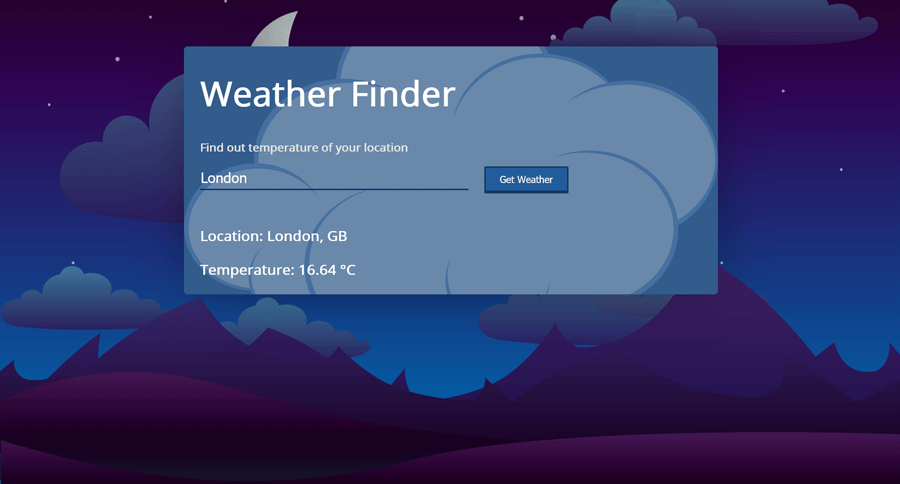 Weather Finder
Find out temperature of your location
London
Get Weather
Location: London, GB
Temperature: 16.64 °C